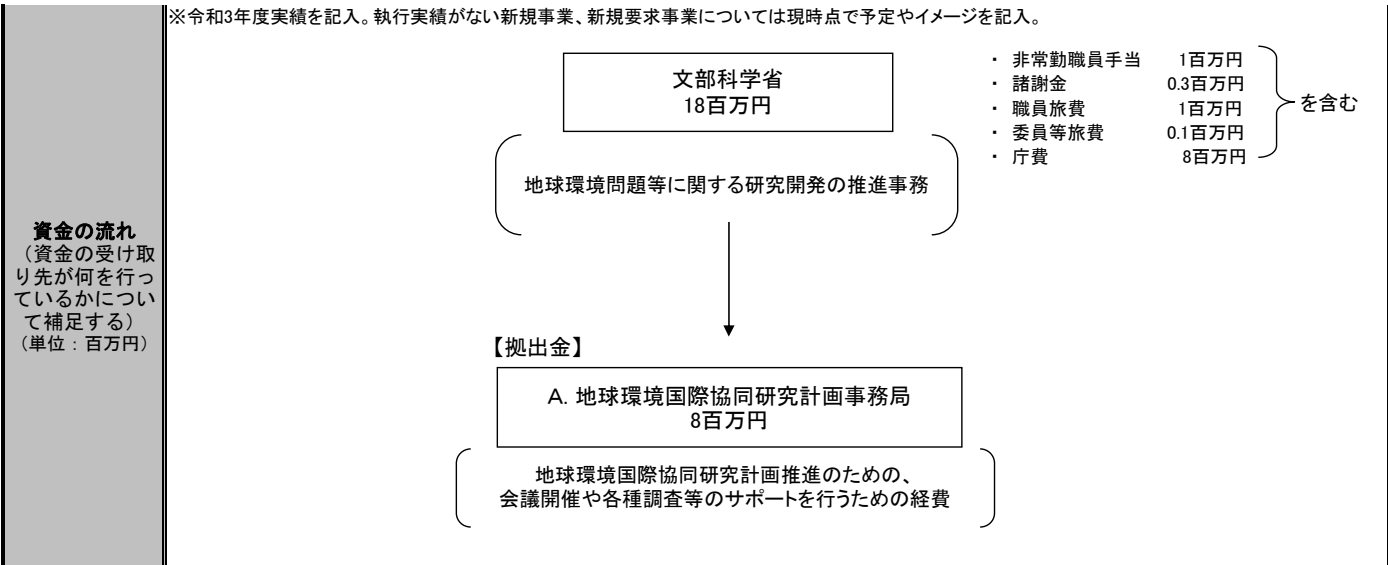 ※令和3年度実績を記入。執行実績がない新規事業、新規要求事業については現時点で予定やイメージを記入。
資金の流れ
（資金の受け取
り先が何を行っ
ているかについ
て補足する）
（単位：百万円）
文部科学省
18百万円
・ 非常勤職員手当 1百万円
・ 諸謝金 0.3百万円
・ 職員旅費 1百万円
・ 委員等旅費 0.1百万円
・ 庁費 8百万円
を含む
地球環境問題等に関する研究開発の推進事務
【拠出金】
A. 地球環境国際協同研究計画事務局
8百万円
地球環境国際協同研究計画推進のための、
会議開催や各種調査等のサポートを行うための経費